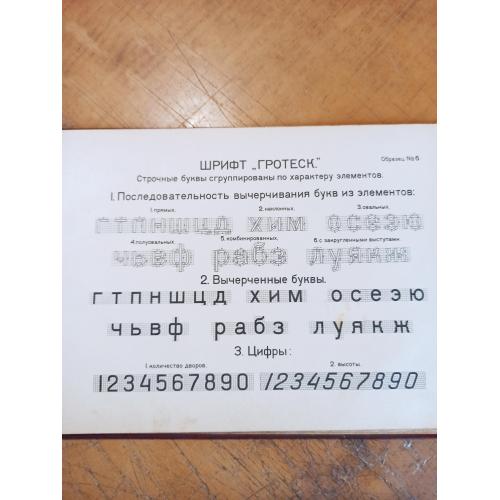 ШРИФТ „ГРОТЕСК."
Образец №6
Строчные буквы сгруппированы по характеру элементов.
1. Последовательность вычерчивания букв из элементов:
1. прямых. 2. наклонных. 3. овальных.
гтпншцд хим осеэю
4. полуовальных 5. комбинированных. 6. с закругленными выступами.
чьвф рабз луякж
2. Вычерченные буквы.
гтпншцд хим осеэю
чьвф рабз луякж
3. Цифры:
1. количество дворов. 2. высоты.
1234567890 1234567890